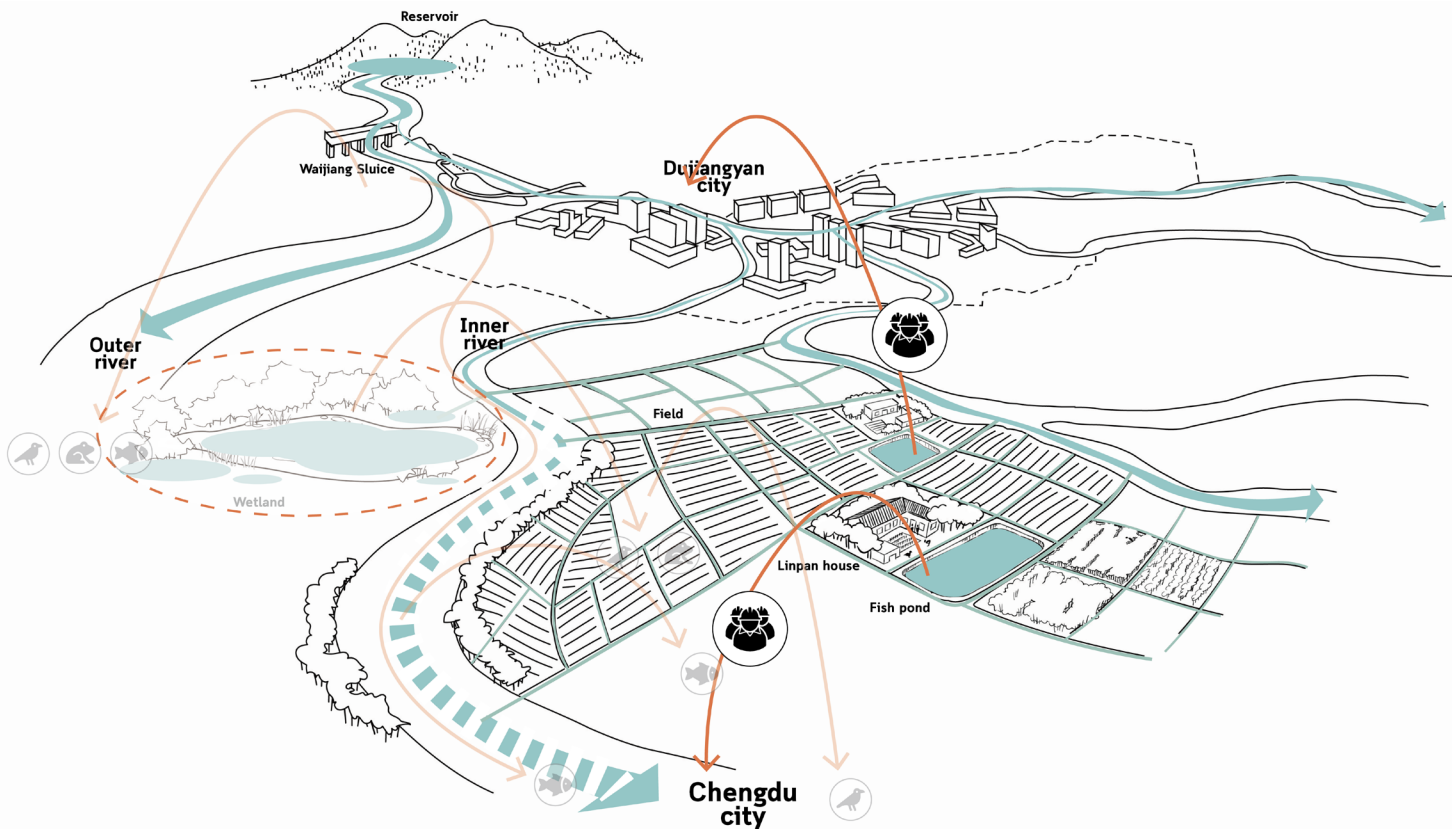 Reservoir
Waijiang Sluice
Dujiangyan
city
Outer
river
Inner
river
Field
Wetland
Linpan house
Fish pond
Chengdu
city